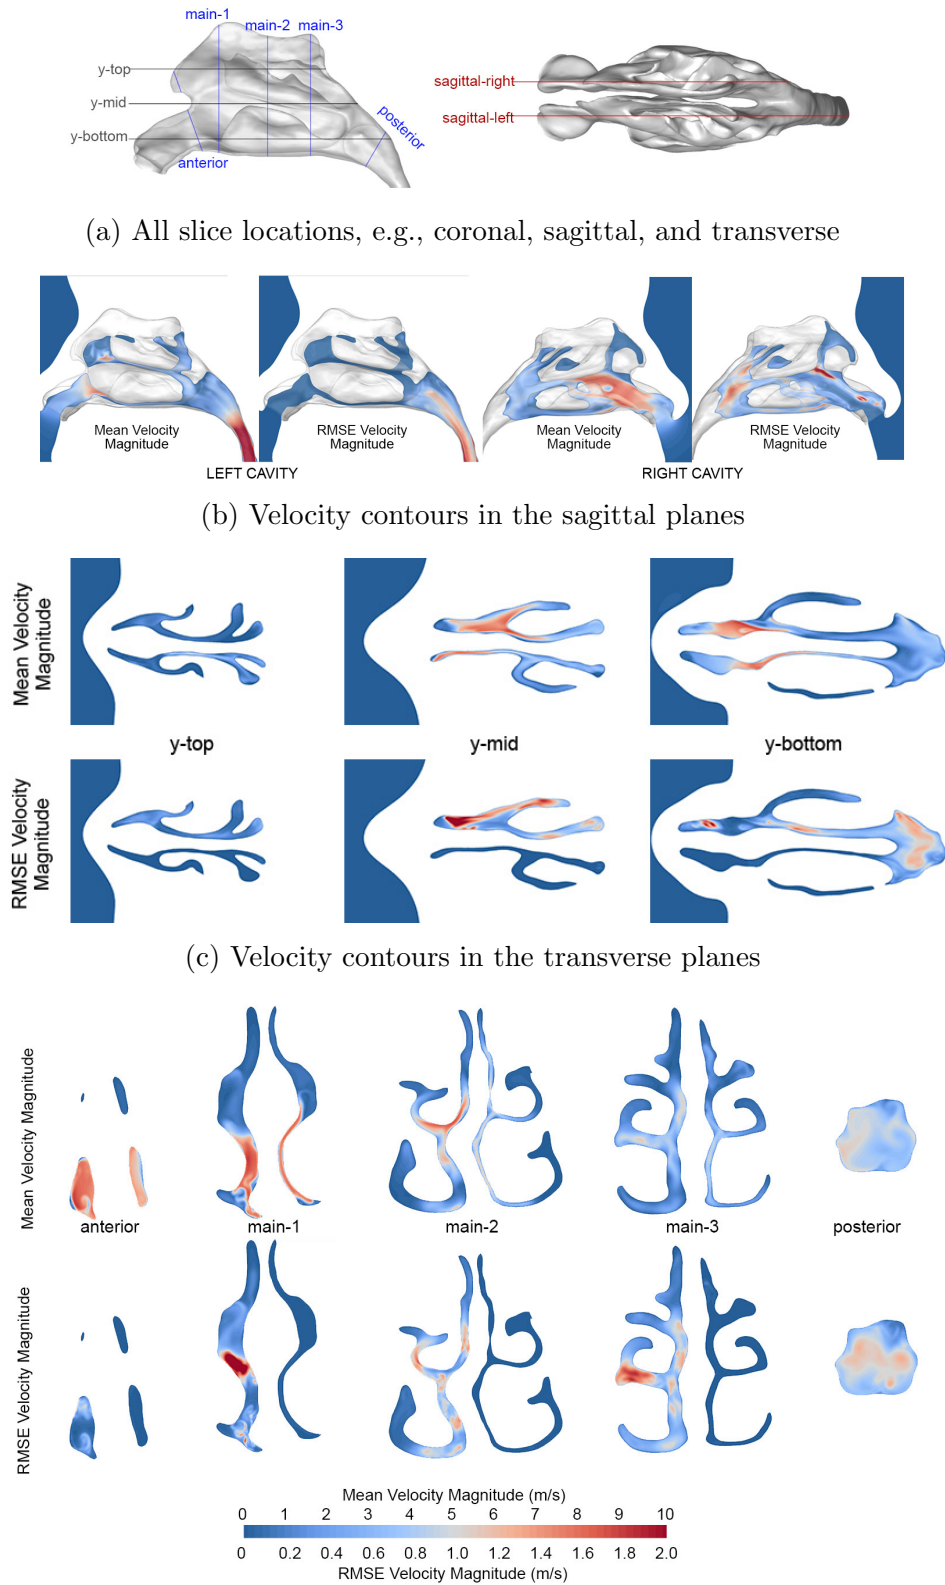 main-1
main-2 main-3
y-top
y-mid
y-bottom
anterior
posterior
sagittal-right
sagittal-left
(a) All slice locations, e.g., coronal, sagittal, and transverse
Mean Velocity
Magnitude
RMSE Velocity
Magnitude
Mean Velocity
Magnitude
RMSE Velocity
Magnitude
LEFT CAVITY
RIGHT CAVITY
(b) Velocity contours in the sagittal planes
Mean Velocity
Magnitude
y-top
y-mid
y-bottom
RMSE Velocity
Magnitude
(c) Velocity contours in the transverse planes
Mean Velocity Magnitude
anterior
main-1
main-2
main-3
posterior
RMSE Velocity Magnitude
Mean Velocity Magnitude (m/s)
0 1 2 3 4 5 6 7 8 9 10
0 0.2 0.4 0.6 0.8 1.0 1.2 1.4 1.6 1.8 2.0
RMSE Velocity Magnitude (m/s)